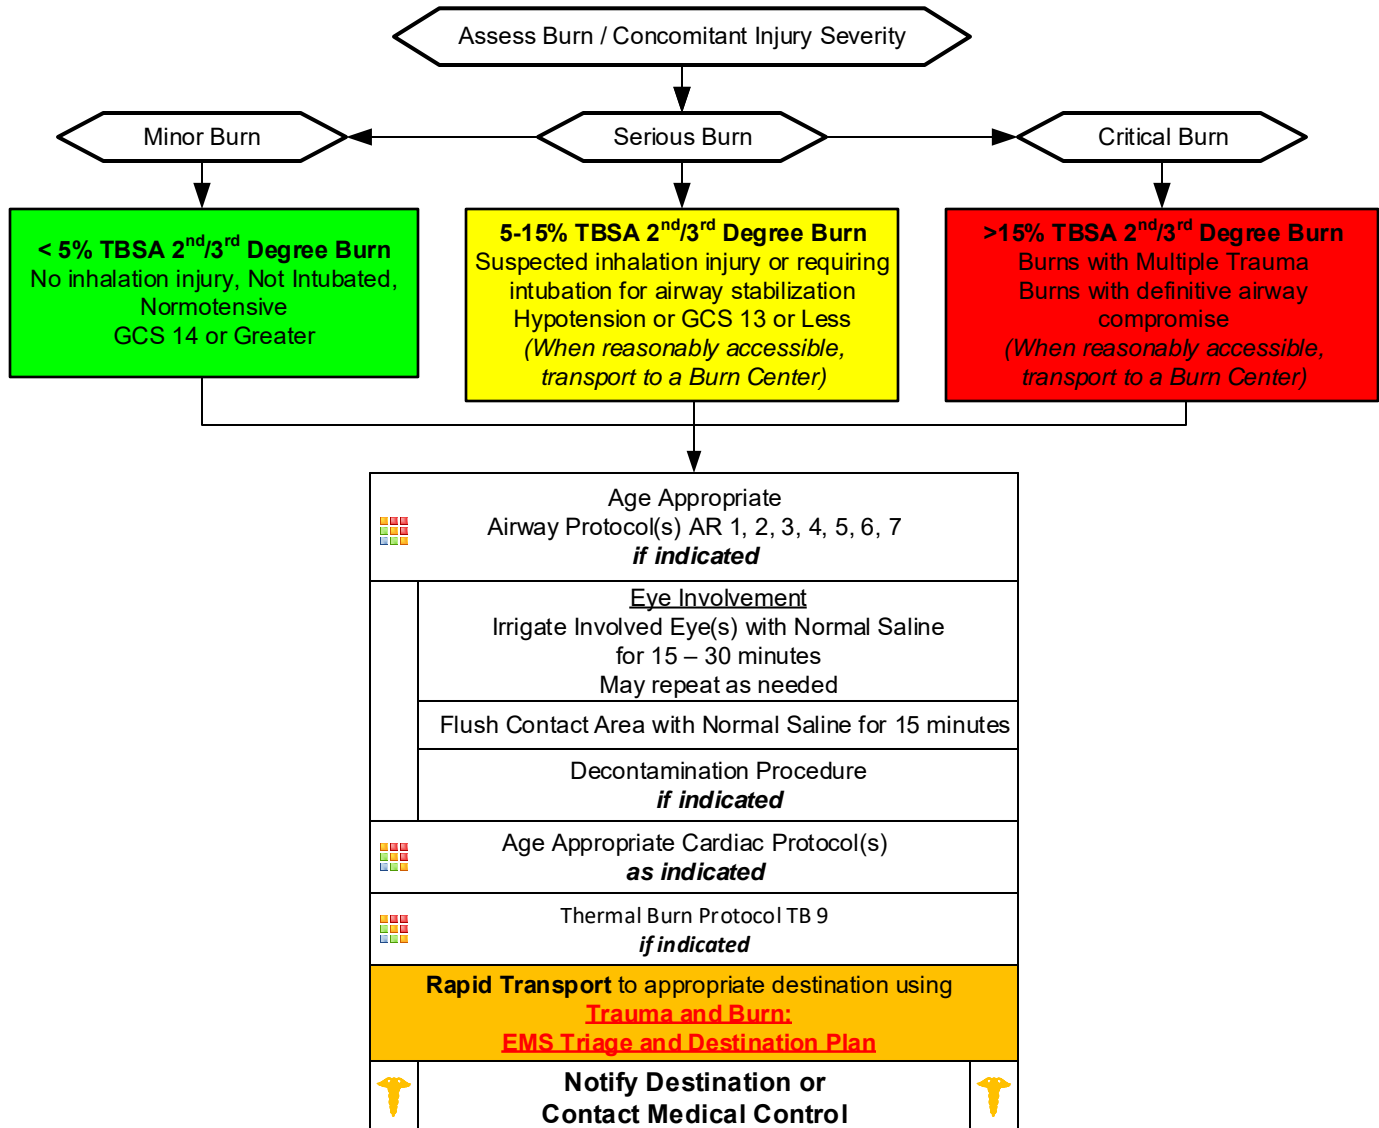 Assess Burn / Concomitant Injury Severity
Minor Burn
Serious Burn
Critical Burn
< 5% TBSA 2nd/3rd Degree Burn
No inhalation injury, Not Intubated,
Normotensive
GCS 14 or Greater
5-15% TBSA 2nd/3rd Degree Burn
Suspected inhalation injury or requiring
intubation for airway stabilization
Hypotension or GCS 13 or Less
(When reasonably accessible,
transport to a Burn Center)
>15% TBSA 2nd/3rd Degree Burn
Burns with Multiple Trauma
Burns with definitive airway
compromise
(When reasonably accessible,
transport to a Burn Center)
Age Appropriate
Airway Protocol(s) AR 1, 2, 3, 4, 5, 6, 7
if indicated
Eye Involvement
Irrigate Involved Eye(s) with Normal Saline
for 15 – 30 minutes
May repeat as needed
Flush Contact Area with Normal Saline for 15 minutes
Decontamination Procedure
if indicated
Age Appropriate Cardiac Protocol(s)
as indicated
Thermal Burn Protocol TB 9
if indicated
Rapid Transport to appropriate destination using
Trauma and Burn:
EMS Triage and Destination Plan
Notify Destination or
Contact Medical Control